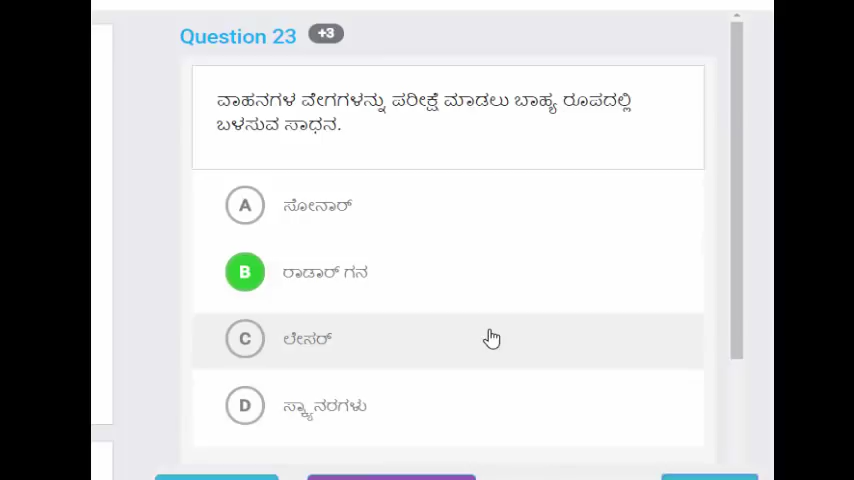 Question 23 +3
ವಾಹನಗಳ ವೇಗಗಳನ್ನು ಪರೀಕ್ಷೆ ಮಾಡಲು ಬಾಹ್ಯ ರೂಪದಲ್ಲಿ
ಬಳಸುವ ಸಾಧನ.
A ಸೋನಾರ್
B ರಾಡಾರ್ ಗನ
C ಲೇಸರ್
D ಸ್ಕ್ಯಾನರಗಳು